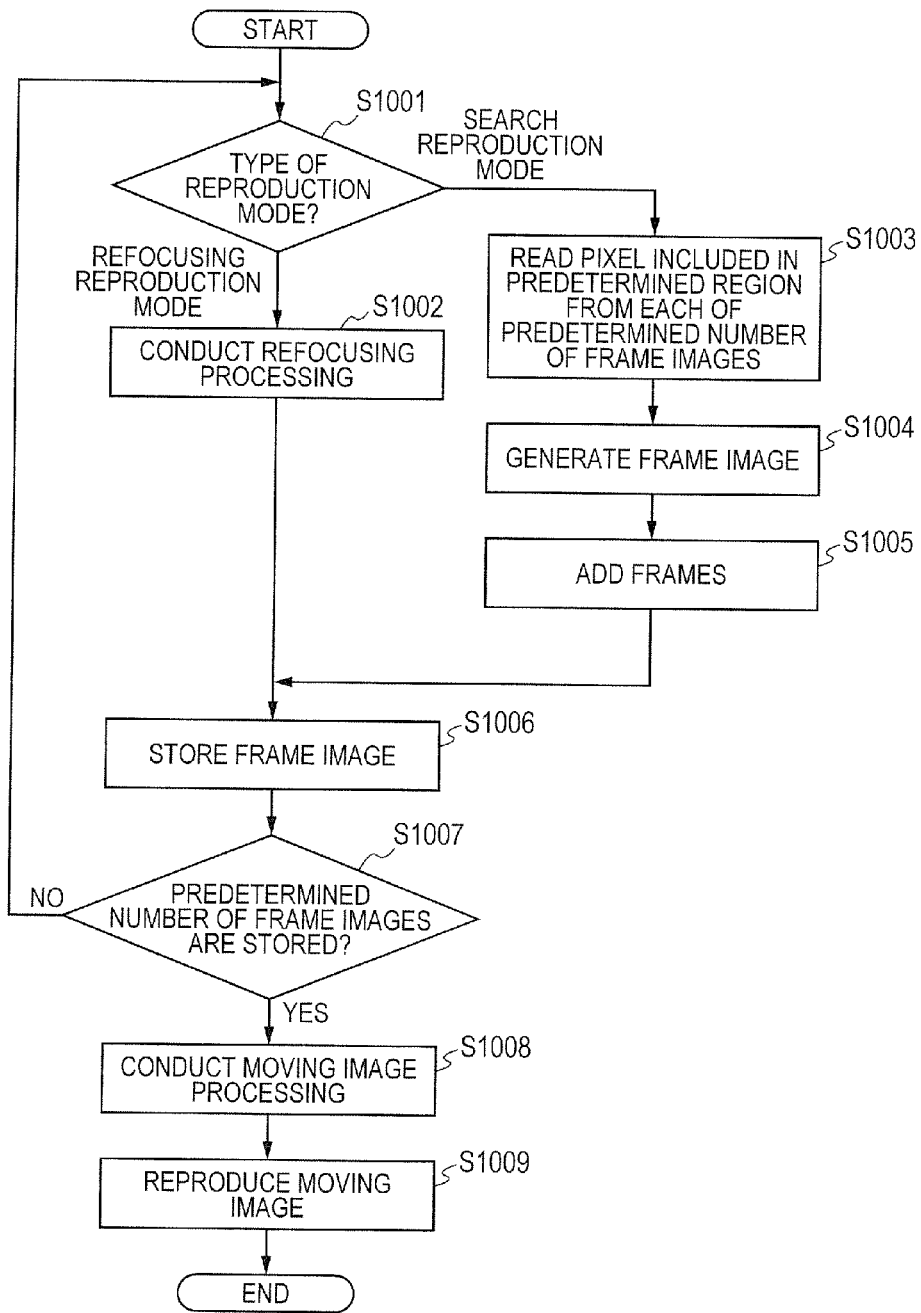 START
S1001
TYPE OF
REPRODUCTION
MODE?
SEARCH
REPRODUCTION
MODE
REFOCUSING
REPRODUCTION
MODE
S1002
CONDUCT REFOCUSING
PROCESSING
S1003
READ PIXEL INCLUDED IN
PREDETERMINED REGION
FROM EACH OF
PREDETERMINED NUMBER
OF FRAME IMAGES
S1004
GENERATE FRAME IMAGE
S1005
ADD FRAMES
S1006
STORE FRAME IMAGE
S1007
PREDETERMINED
NUMBER OF FRAME IMAGES
ARE STORED?
NO
YES
S1008
CONDUCT MOVING IMAGE
PROCESSING
S1009
REPRODUCE MOVING
IMAGE
END